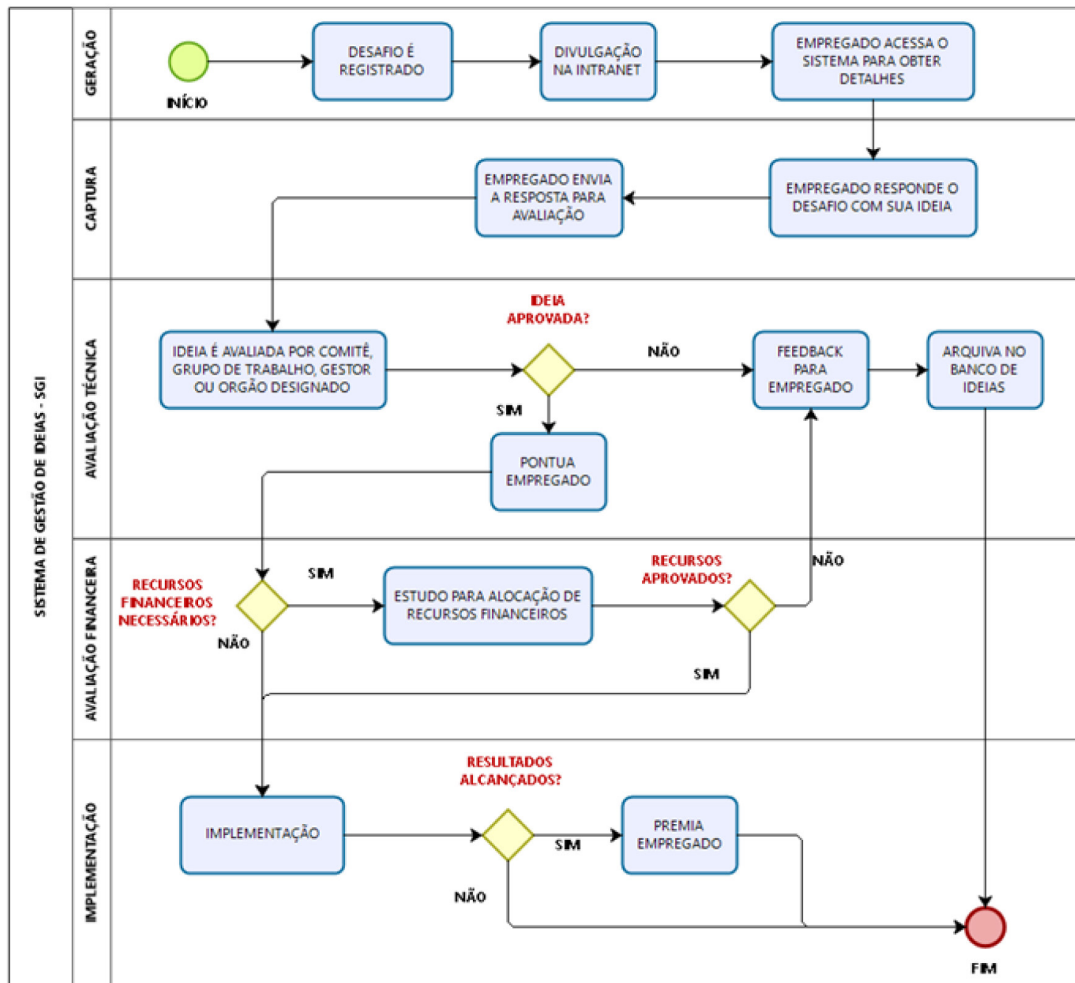 SISTEMA DE GESTÃO DE IDEIAS - SGI
GERAÇÃO
INÍCIO
DESAFIO É
REGISTRADO
DIVULGAÇÃO
NA INTRANET
EMPREGADO ACESSA O
SISTEMA PARA OBTER
DETALHES
CAPTURA
EMPREGADO RESPONDE O
DESAFIO COM SUA IDEIA
EMPREGADO ENVIA
A RESPOSTA PARA
AVALIAÇÃO
AVALIAÇÃO TÉCNICA
IDEIA É AVALIADA POR COMITÊ,
GRUPO DE TRABALHO, GESTOR
OU ORGÃO DESIGNADO
IDEIA
APROVADA?
NÃO
SIM
FEEDBACK
PARA
EMPREGADO
ARQUIVA NO
BANCO DE
IDEIAS
PONTUA
EMPREGADO
AVALIAÇÃO FINANCEIRA
RECURSOS
FINANCEIROS
NECESSÁRIOS?
SIM
NÃO
ESTUDO PARA ALOCAÇÃO DE
RECURSOS FINANCEIROS
RECURSOS
APROVADOS?
NÃO
SIM
IMPLEMENTAÇÃO
IMPLEMENTAÇÃO
RESULTADOS
ALCANÇADOS?
SIM
NÃO
PREMIA
EMPREGADO
FIM